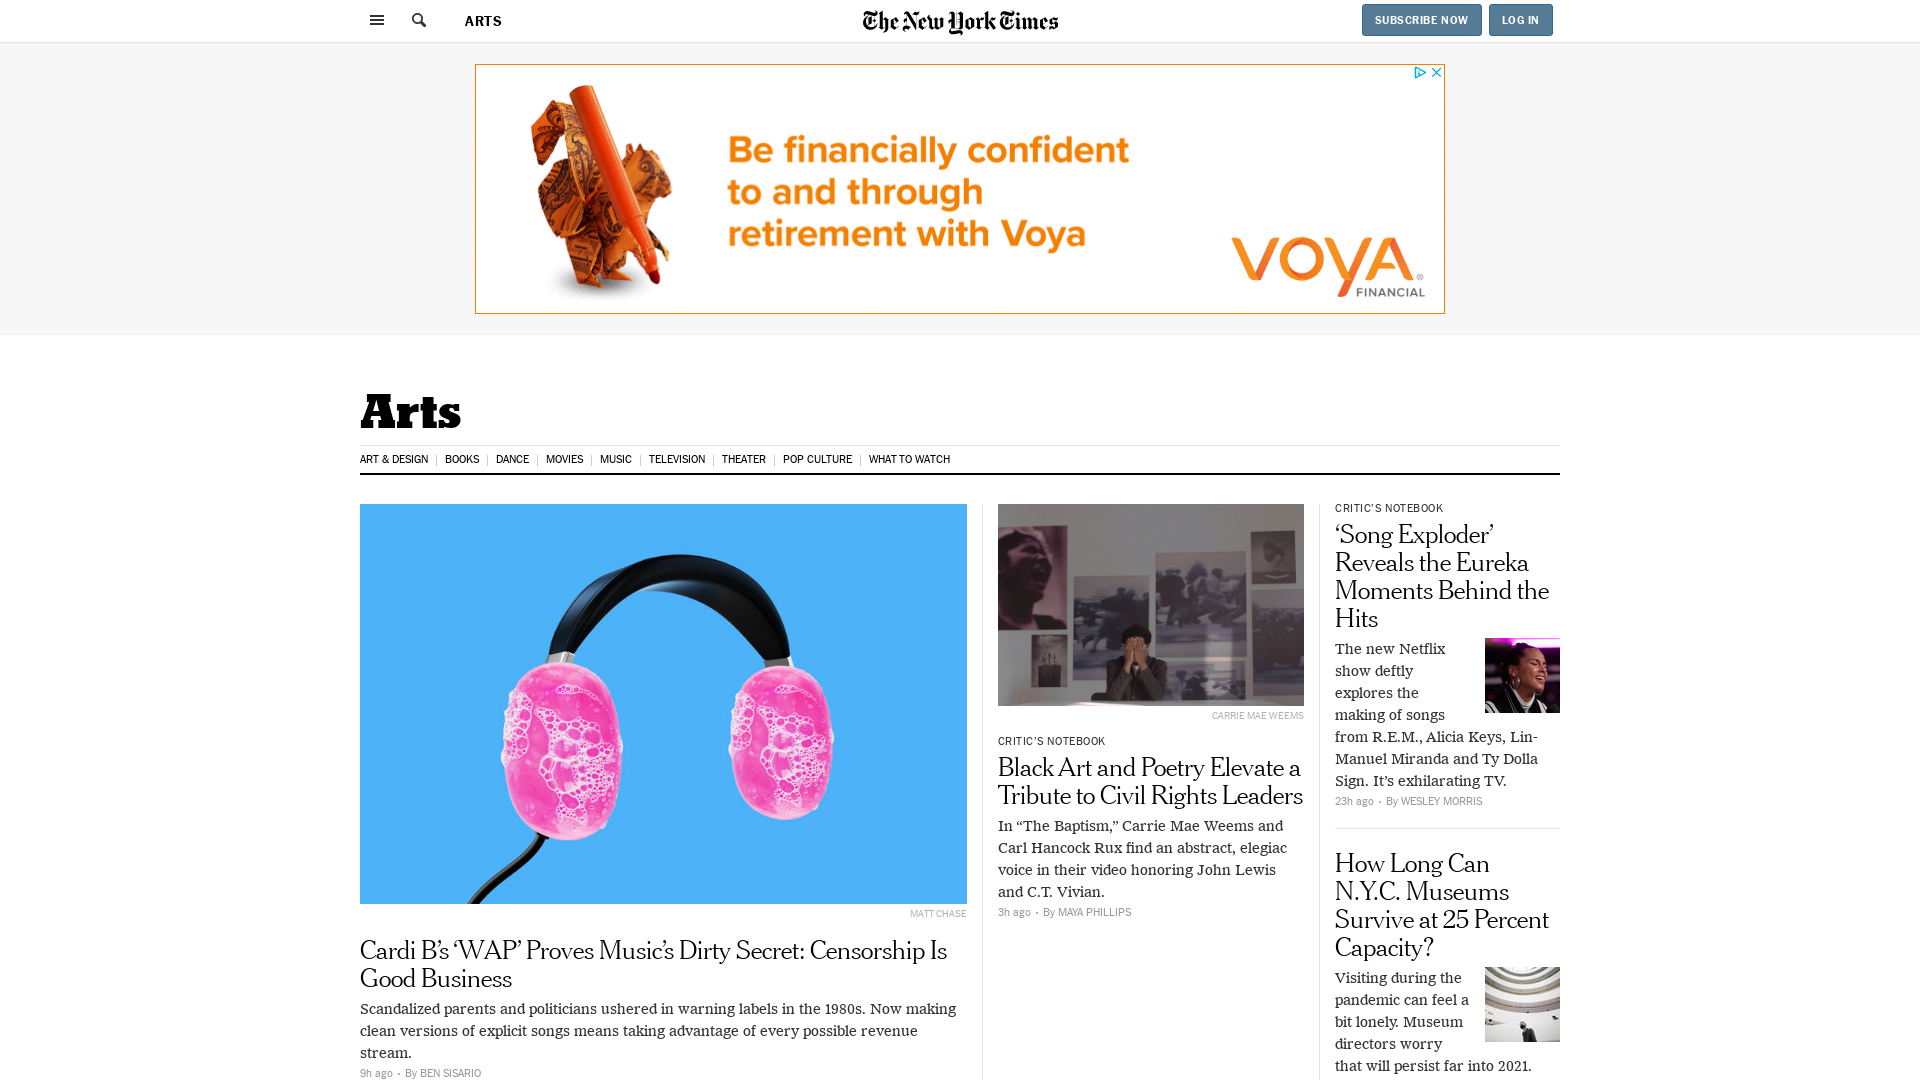 ARTS
The New York Times
SUBSCRIBE NOW
LOG IN
Be financially confident
to and through
retirement with Voya
VOYA®
FINANCIAL
Arts
ART & DESIGN
BOOKS
DANCE
MOVIES
MUSIC
TELEVISION
THEATER
POP CULTURE
WHAT TO WATCH
MATT CHASE
Cardi B’s ‘WAP’ Proves Music’s Dirty Secret: Censorship Is
Good Business
Scandalized parents and politicians ushered in warning labels in the 1980s. Now making
clean versions of explicit songs means taking advantage of every possible revenue
stream.
9h ago • By BEN SISARIO
CARRIE MAE WEEMS
CRITIC’S NOTEBOOK
Black Art and Poetry Elevate a
Tribute to Civil Rights Leaders
In “The Baptism,” Carrie Mae Weems and
Carl Hancock Rux find an abstract, elegiac
voice in their video honoring John Lewis
and C.T. Vivian.
3h ago • By MAYA PHILLIPS
CRITIC’S NOTEBOOK
‘Song Exploder’
Reveals the Eureka
Moments Behind the
Hits
The new Netflix
show deftly
explores the
making of songs
from R.E.M., Alicia Keys, Lin-
Manuel Miranda and Ty Dolla
Sign. It’s exhilarating TV.
23h ago • By WESLEY MORRIS
How Long Can
N.Y.C. Museums
Survive at 25 Percent
Capacity?
Visiting during the
pandemic can feel a
bit lonely. Museum
directors worry
that will persist far into 2021.